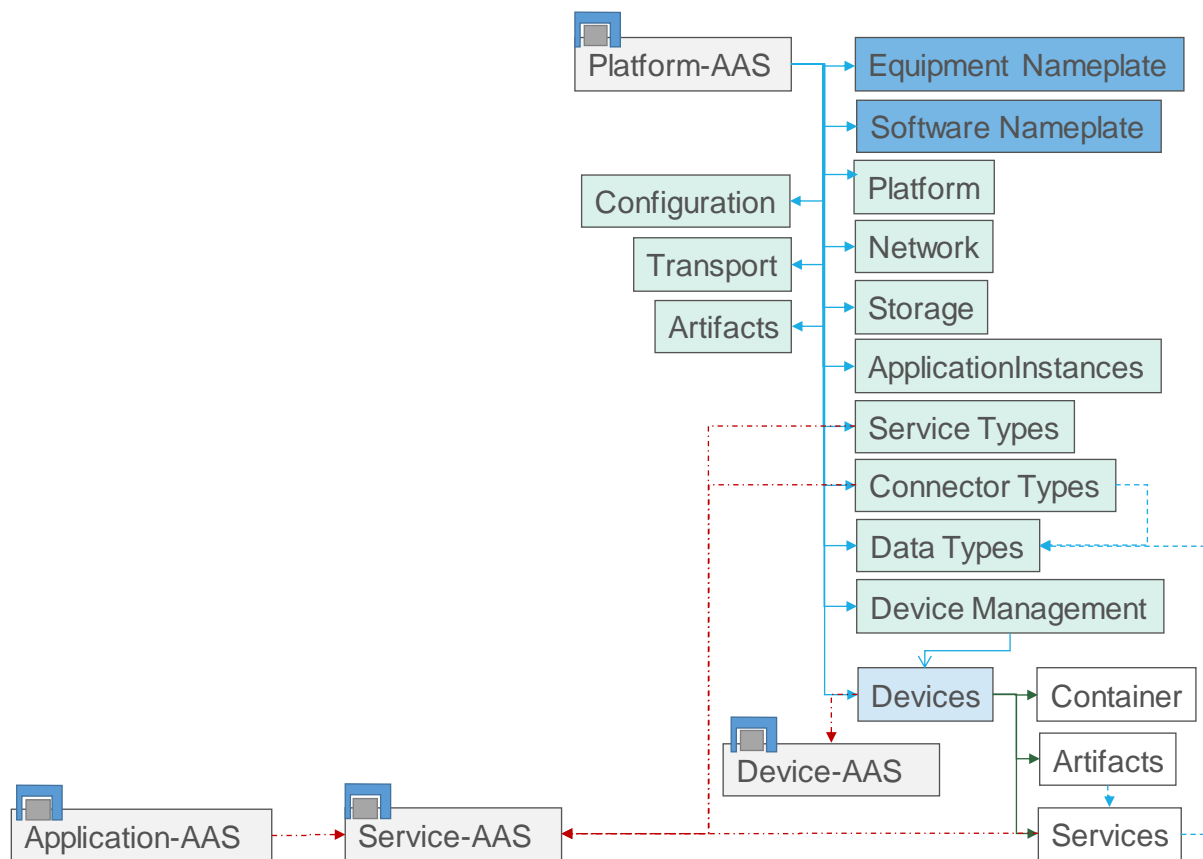 Platform-AAS
Equipment Nameplate
Software Nameplate
Platform
Configuration
Network
Transport
Storage
Artifacts
ApplicationInstances
Service Types
Connector Types
Data Types
Device Management
Devices
Container
Device-AAS
Artifacts
Application-AAS
Service-AAS
Services